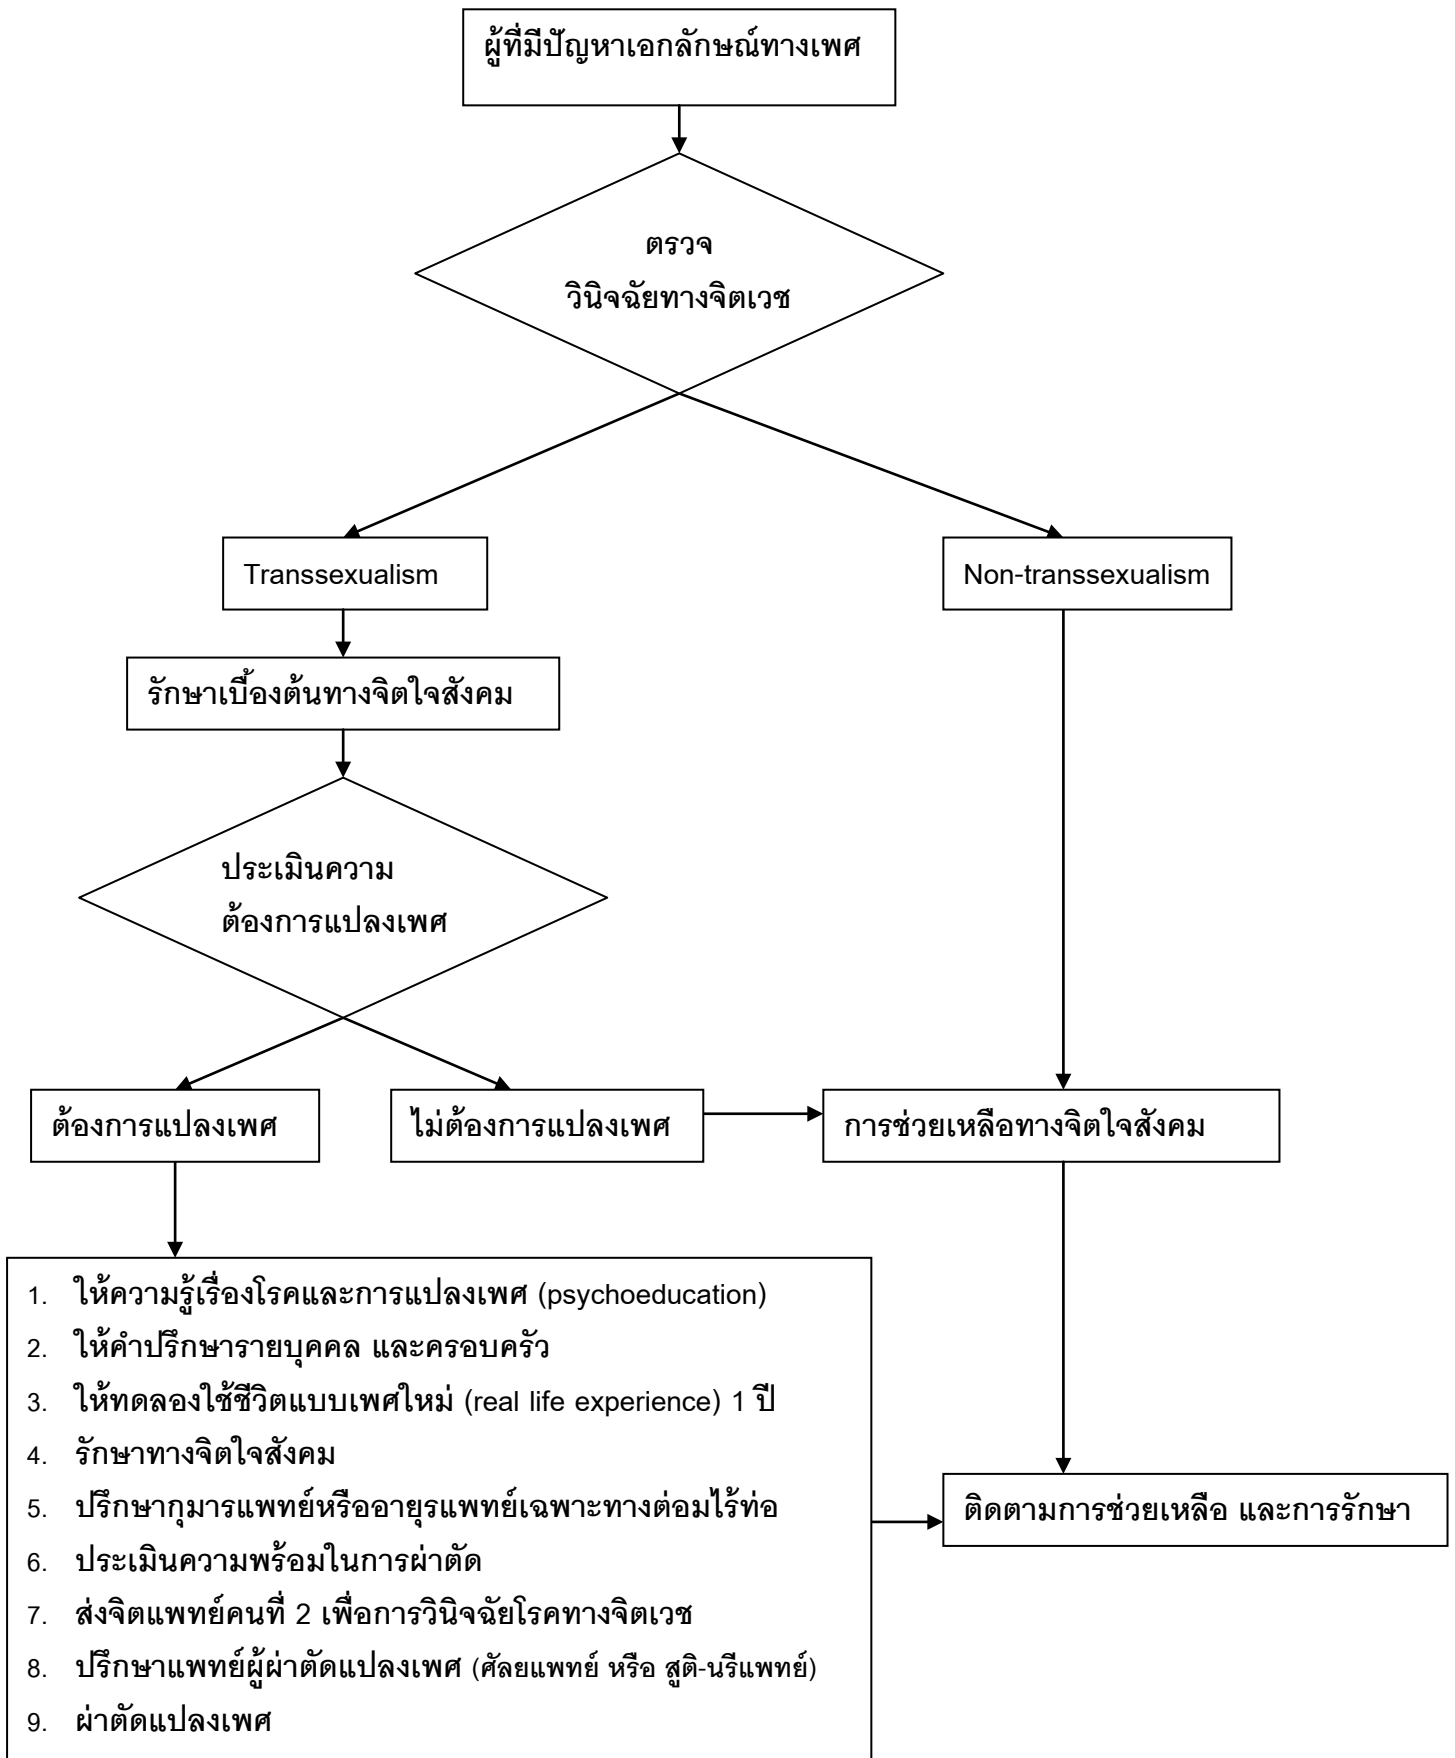 ผู้ที่มีปัญหาเอกลักษณ์ทางเพศ
ตรวจ
วินิจฉัยทางจิตเวช
Transsexualism
Non-transsexualism
รักษาเบื้องต้นทางจิตใจสังคม
ประเมินความ
ต้องการแปลงเพศ
ต้องการแปลงเพศ
ไม่ต้องการแปลงเพศ
การช่วยเหลือทางจิตใจสังคม
1. ให้ความรู้เรื่องโรคและการแปลงเพศ (psychoeducation)
2. ให้คำปรึกษารายบุคคล และครอบครัว
3. ให้ทดลองใช้ชีวิตแบบเพศใหม่ (real life experience) 1 ปี
4. รักษาทางจิตใจสังคม
5. ปรึกษากุมารแพทย์หรืออายุรแพทย์เฉพาะทางต่อมไร้ท่อ
6. ประเมินความพร้อมในการผ่าตัด
7. ส่งจิตแพทย์คนที่ 2 เพื่อการวินิจฉัยโรคทางจิตเวช
8. ปรึกษาแพทย์ผู้ผ่าตัดแปลงเพศ (ศัลยแพทย์ หรือ สูติ-นรีแพทย์)
9. ผ่าตัดแปลงเพศ
ติดตามการช่วยเหลือ และการรักษา